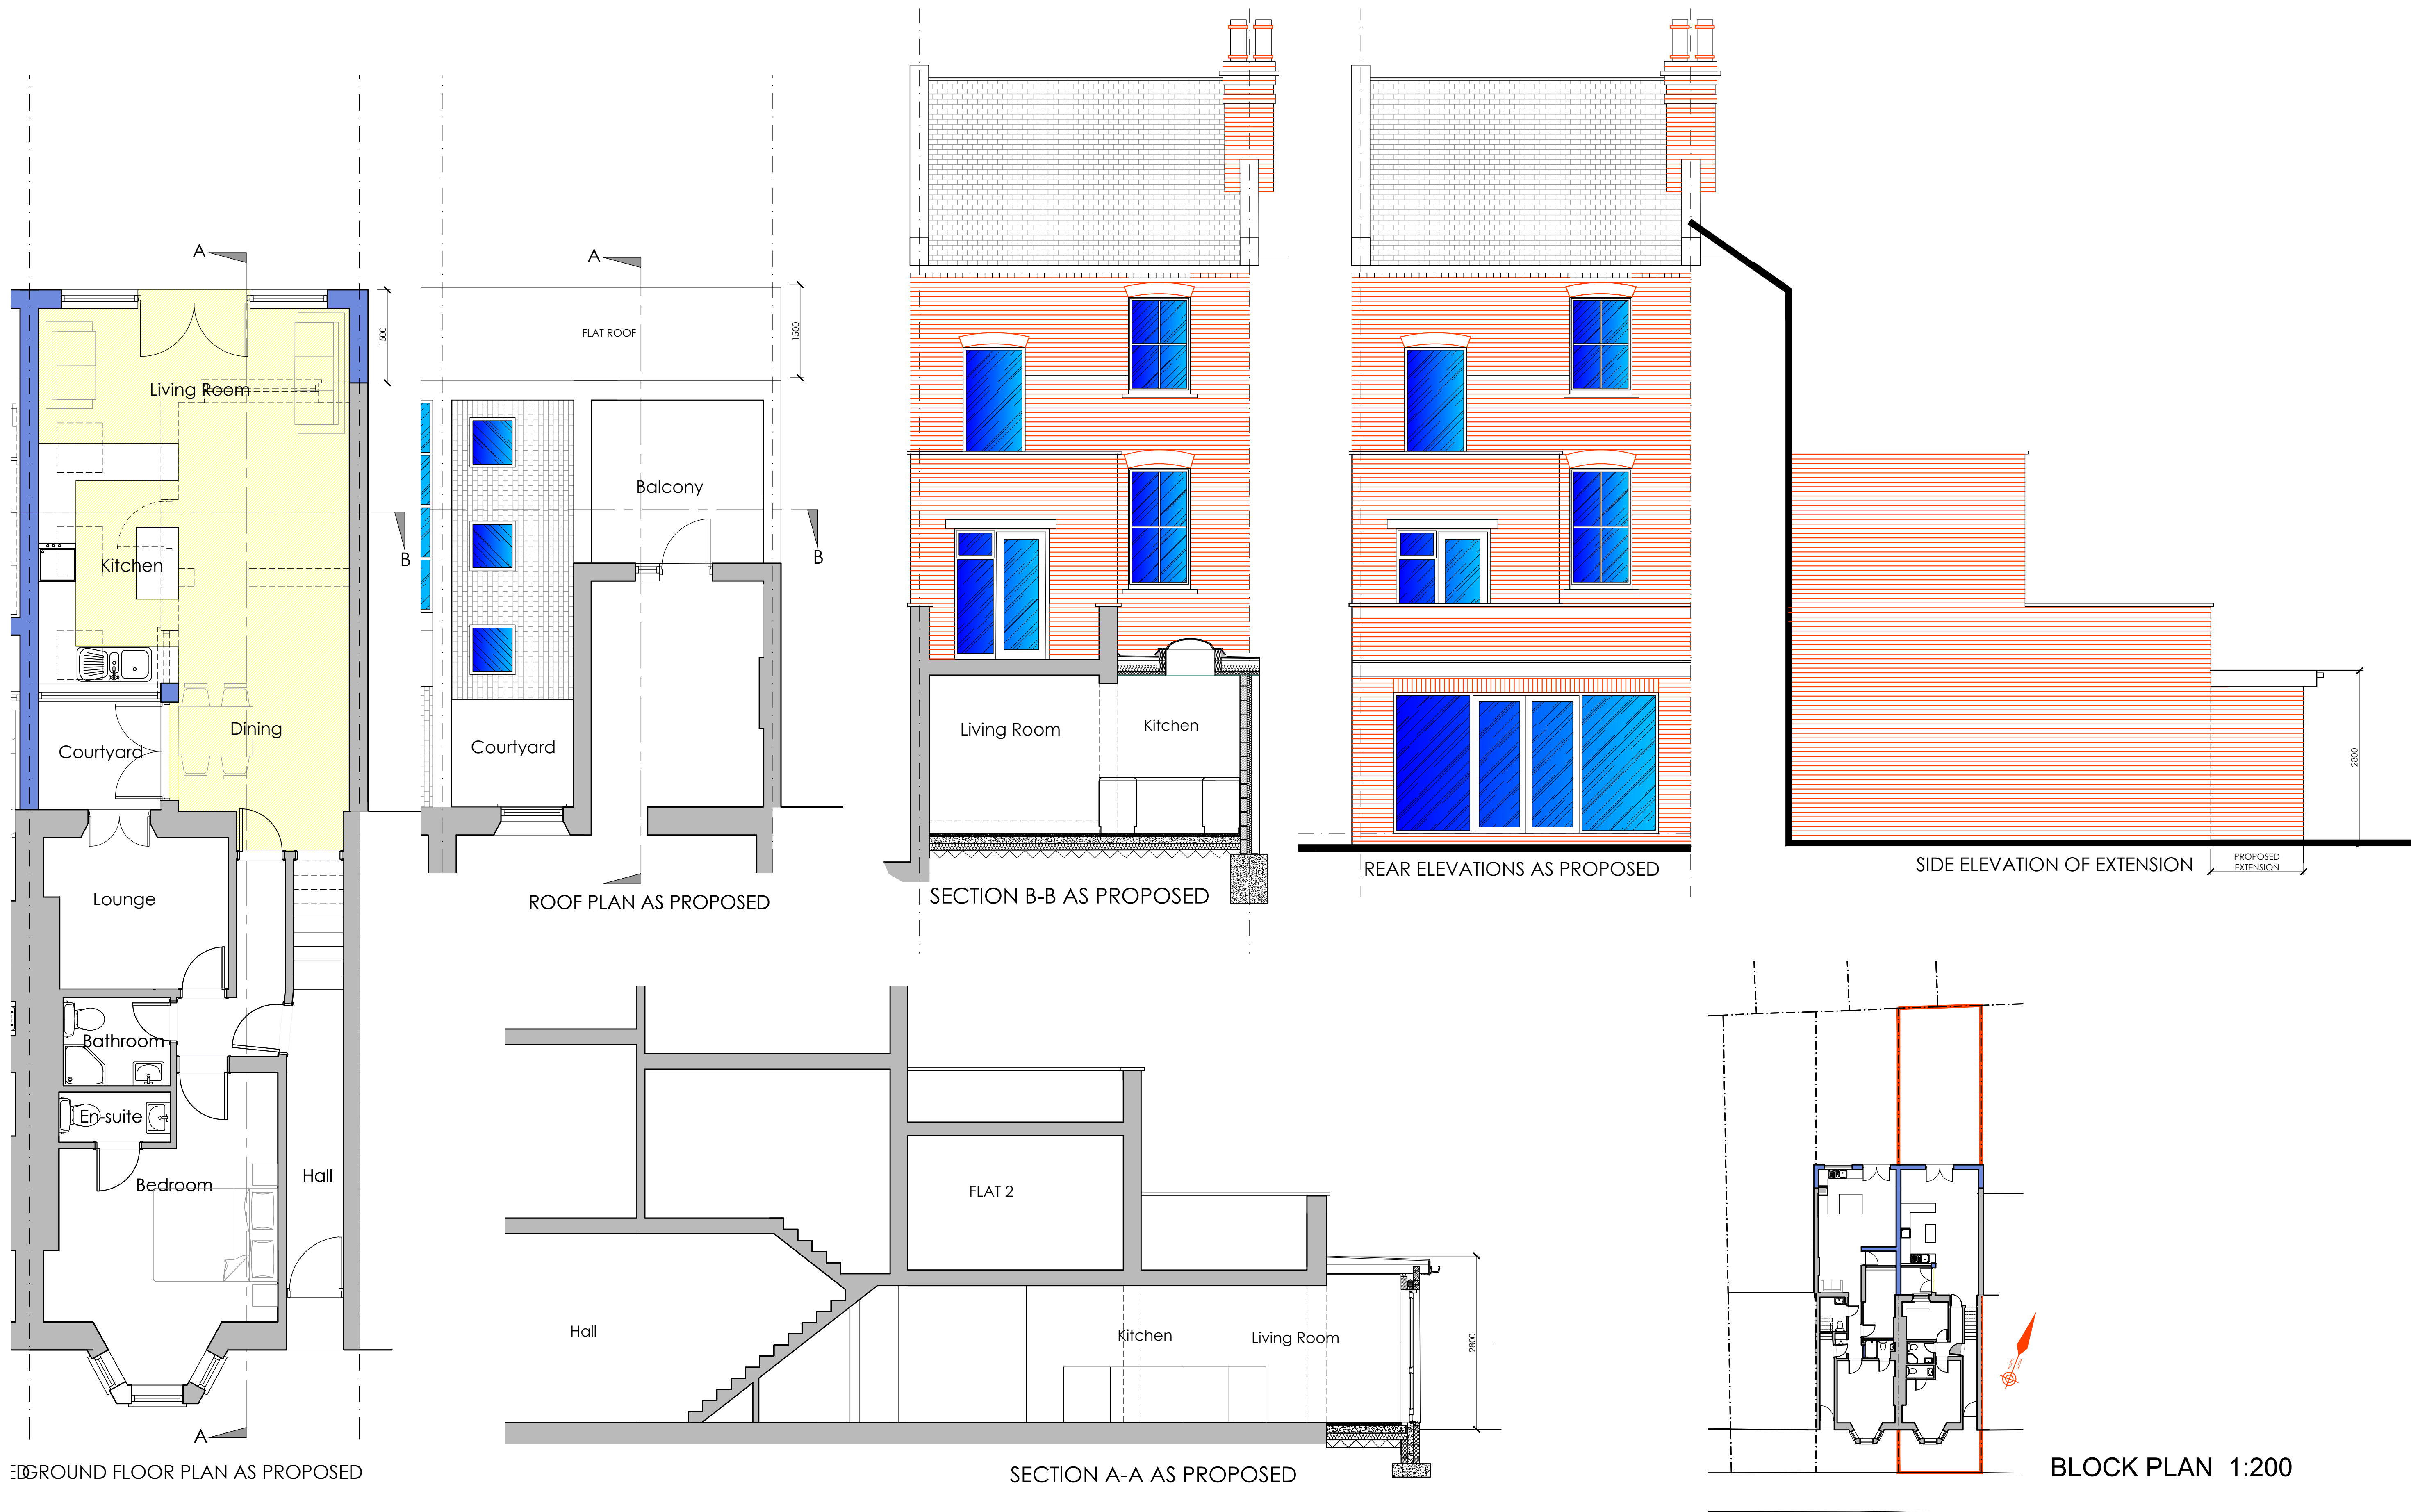 A
Living Room
1500
Kitchen
B
Dining
Courtyard
Lounge
Bathroom
En-suite
Bedroom
Hall
A
GROUND FLOOR PLAN AS PROPOSED
A
FLAT ROOF
1500
Balcony
B
Courtyard
ROOF PLAN AS PROPOSED
Living Room
Kitchen
SECTION B-B AS PROPOSED
REAR ELEVATIONS AS PROPOSED
2800
SIDE ELEVATION OF EXTENSION
PROPOSED
EXTENSION
FLAT 2
Hall
Kitchen
Living Room
2800
SECTION A-A AS PROPOSED
BLOCK PLAN 1:200